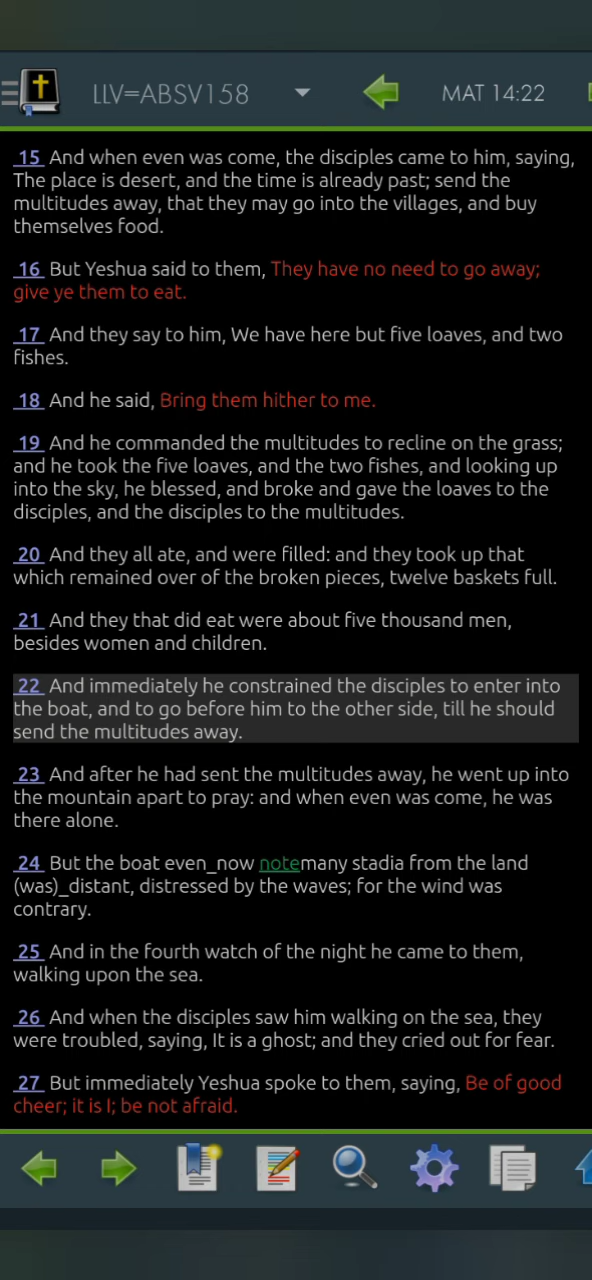 LLV=ABSV158
MAT 14:22
15 And when even was come, the disciples came to him, saying,
The place is desert, and the time is already past; send the
multitudes away, that they may go into the villages, and buy
themselves food.
16 But Yeshua said to them, They have no need to go away;
give ye them to eat.
17 And they say to him, We have here but five loaves, and two
fishes.
18 And he said, Bring them hither to me.
19 And he commanded the multitudes to recline on the grass;
and he took the five loaves, and the two fishes, and looking up
into the sky, he blessed, and broke and gave the loaves to the
disciples, and the disciples to the multitudes.
20 And they all ate, and were filled: and they took up that
which remained over of the broken pieces, twelve baskets full.
21 And they that did eat were about five thousand men,
besides women and children.
22 And immediately he constrained the disciples to enter into
the boat, and to go before him to the other side, till he should
send the multitudes away.
23 And after he had sent the multitudes away, he went up into
the mountain apart to pray: and when even was come, he was
there alone.
24 But the boat even_now notemany stadia from the land
(was)_distant, distressed by the waves; for the wind was
contrary.
25 And in the fourth watch of the night he came to them,
walking upon the sea.
26 And when the disciples saw him walking on the sea, they
were troubled, saying, It is a ghost; and they cried out for fear.
27 But immediately Yeshua spoke to them, saying, Be of good
cheer; it is I; be not afraid.